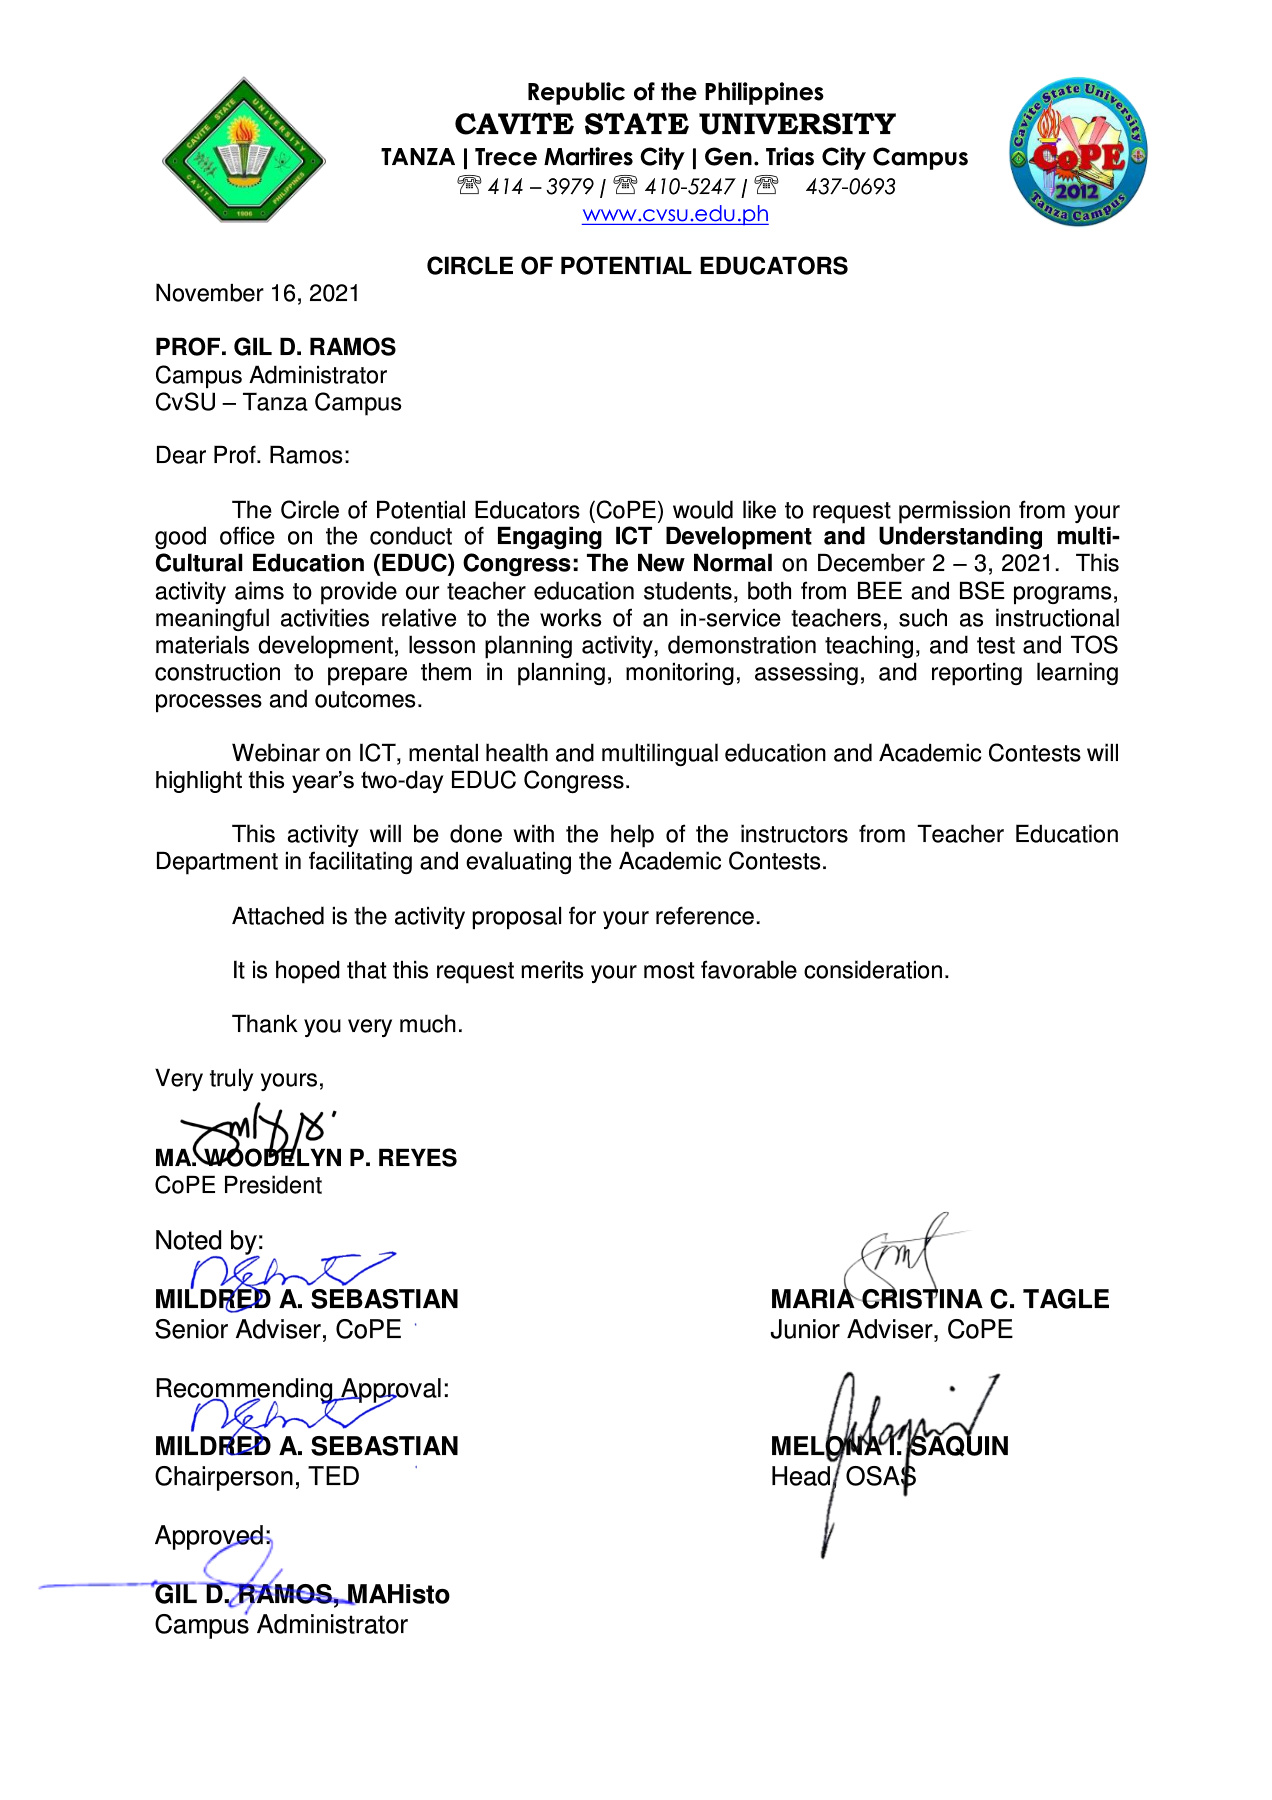 Republic of the Philippines
CAVITE STATE UNIVERSITY
TANZA | Trece Martires City | Gen. Trias City Campus
☏ 414 – 3979 | ☏ 410-5247 | ☏ 437-0693
www.cvsu.edu.ph
CAVITE STATE UNIVERSITY
CAVITE PHILIPPINES
1906
Cavite State University
CoPE
2012
Tanza Campus
CIRCLE OF POTENTIAL EDUCATORS
November 16, 2021
PROF. GIL D. RAMOS
Campus Administrator
CvSU – Tanza Campus
Dear Prof. Ramos:
The Circle of Potential Educators (CoPE) would like to request permission from your
good office on the conduct of Engaging ICT Development and Understanding multi-
Cultural Education (EDUC) Congress: The New Normal on December 2 – 3, 2021. This
activity aims to provide our teacher education students, both from BEE and BSE programs,
meaningful activities relative to the works of an in-service teachers, such as instructional
materials development, lesson planning activity, demonstration teaching, and test and TOS
construction to prepare them in planning, monitoring, assessing, and reporting learning
processes and outcomes.
Webinar on ICT, mental health and multilingual education and Academic Contests will
highlight this year’s two-day EDUC Congress.
This activity will be done with the help of the instructors from Teacher Education
Department in facilitating and evaluating the Academic Contests.
Attached is the activity proposal for your reference.
It is hoped that this request merits your most favorable consideration.
Thank you very much.
Very truly yours,
MA. WOODELYN P. REYES
CoPE President
Noted by:
MILDRED A. SEBASTIAN
Senior Adviser, CoPE
MARIA CRISTINA C. TAGLE
Junior Adviser, CoPE
Recommending Approval:
MILDRED A. SEBASTIAN
Chairperson, TED
MELONA I. SAQUIN
Head, OSAS
Approved:
GIL D. RAMOS, MAHisto
Campus Administrator